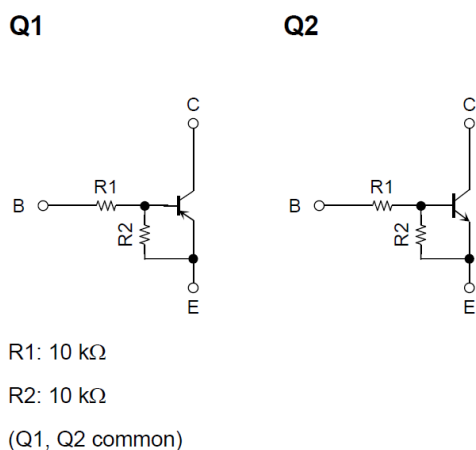 Q1 Q2
C C
R1 R1
B B
R2 R2
E E
R1: 10 kΩ
R2: 10 kΩ
(Q1, Q2 common)